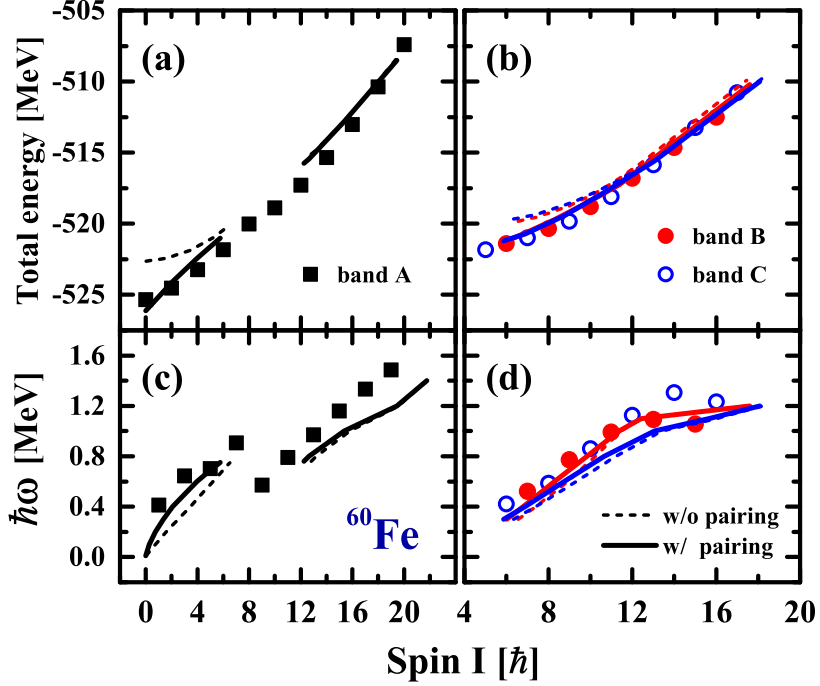 Total energy [MeV]
-505
-510
-515
-520
-525
(a)
band A
(b)
band B
band C
ħω [MeV]
1.6
1.2
0.8
0.4
0.0
(c)
⁶⁰Fe
(d)
w/o pairing
w/ pairing
0 4 8 12 16 20
4 8 12 16 20
Spin I [ħ]